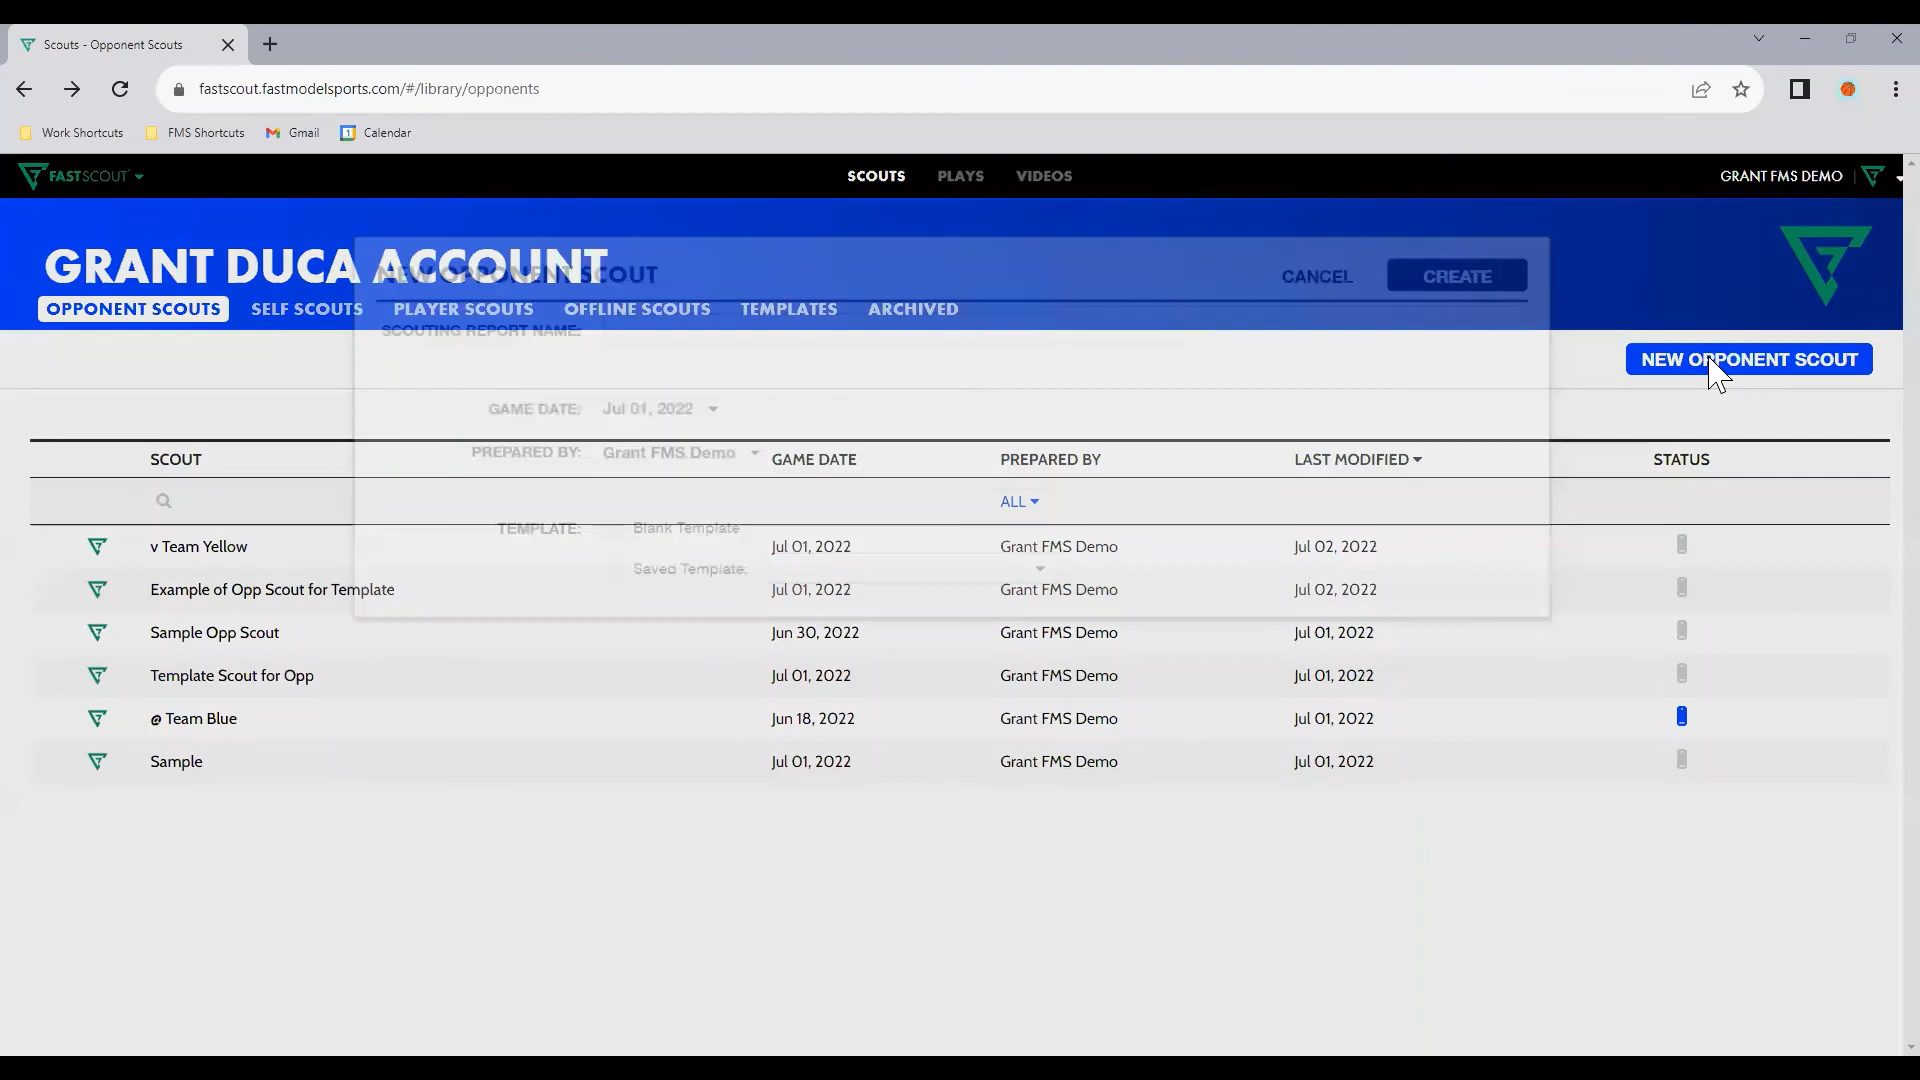 Scouts - Opponent Scouts
fastscout.fastmodelsports.com/#/library/opponents
Work Shortcuts FMS Shortcuts Gmail 1 Calendar
FASTSCOUT SCOUTS PLAYS VIDEOS GRANT FMS DEMO
GRANT DUCA ACCOUNT
NEW OPPONENT SCOUT CANCEL CREATE
OPPONENT SCOUTS SELF SCOUTS PLAYER SCOUTS OFFLINE SCOUTS TEMPLATES ARCHIVED
SCOUTING REPORT NAME:
NEW OPPONENT SCOUT
GAME DATE: Jul 01, 2022
PREPARED BY: Grant FMS Demo
SCOUT GAME DATE PREPARED BY LAST MODIFIED STATUS
ALL
TEMPLATE: Blank Template
v Team Yellow Jul 01, 2022 Grant FMS Demo Jul 02, 2022
Saved Template:
Example of Opp Scout for Template Jul 01, 2022 Grant FMS Demo Jul 02, 2022
Sample Opp Scout Jun 30, 2022 Grant FMS Demo Jul 01, 2022
Template Scout for Opp Jul 01, 2022 Grant FMS Demo Jul 01, 2022
@ Team Blue Jun 18, 2022 Grant FMS Demo Jul 01, 2022
Sample Jul 01, 2022 Grant FMS Demo Jul 01, 2022